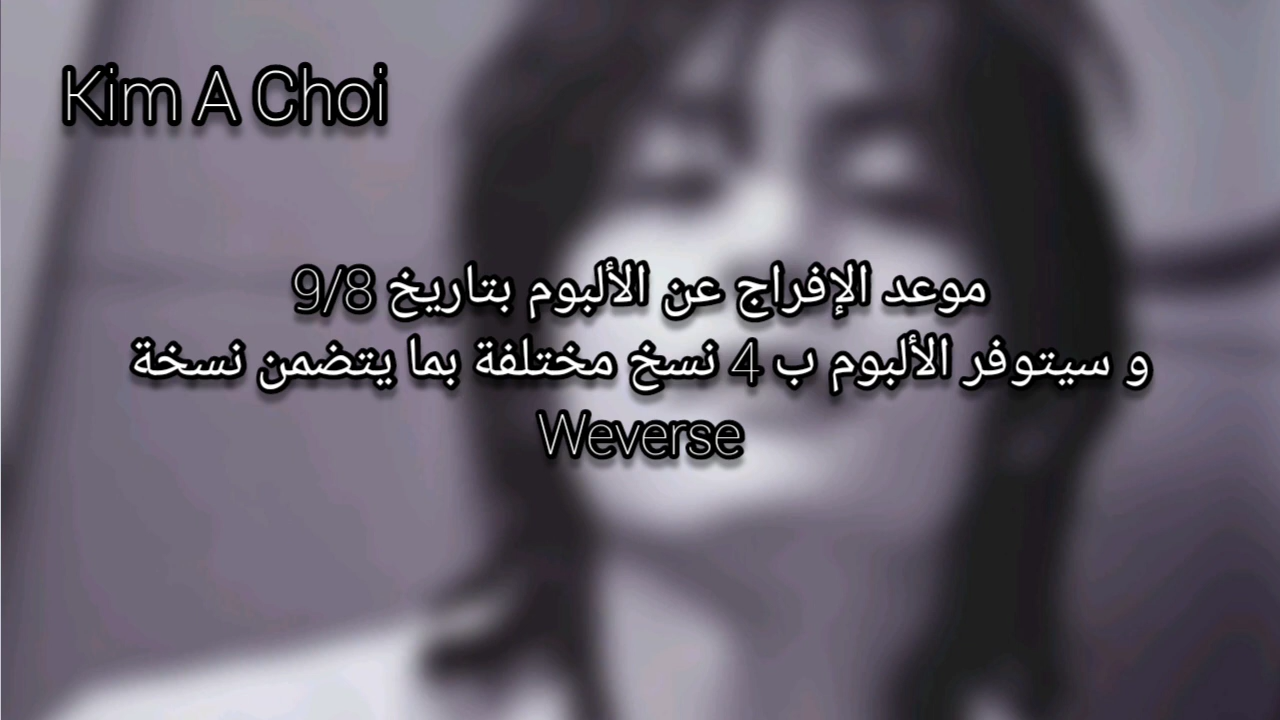 Kim A Choi
موعد الإفراج عن الألبوم بتاريخ 9/8
و سيتوفر الألبوم ب 4 نسخ مختلفة بما يتضمن نسخة
Weverse